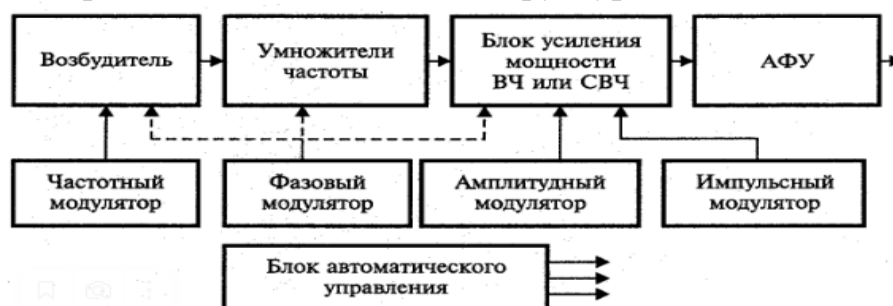 Возбудитель
Умножители
частоты
Блок усиления
мощности
ВЧ или СВЧ
АФУ
Частотный
модулятор
Фазовый
модулятор
Амплитудный
модулятор
Импульсный
модулятор
Блок автоматического
управления